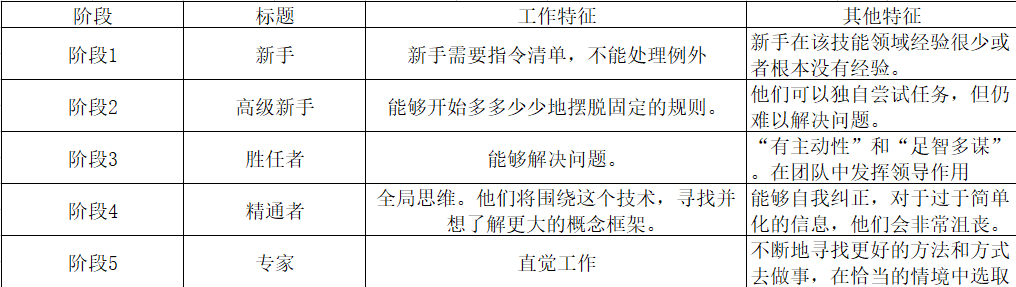 阶段 标题 工作特征 其他特征
阶段1 新手 新手需要指令清单，不能处理例外 新手在该技能领域经验很少或
者根本没有经验。
阶段2 高级新手 能够开始多多少少地摆脱固定的规则。 他们可以独自尝试任务，但仍
难以解决问题。
阶段3 胜任者 能够解决问题。 “有主动性”和“足智多谋”
。在团队中发挥领导作用
阶段4 精通者 全局思维。他们将围绕这个技术，寻找并
想了解更大的概念框架。 能够自我纠正，对于过于简单
化的信息，他们会非常沮丧。
阶段5 专家 直觉工作 不断地寻找更好的方法和方式
去做事，在恰当的情境中选取